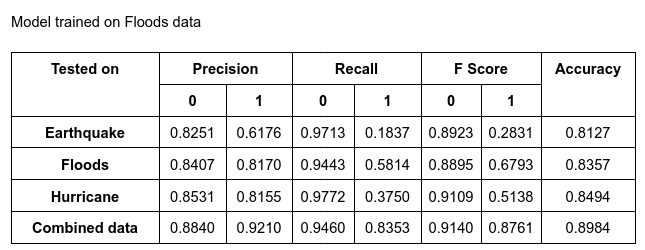 Model trained on Floods data
Tested on Precision Recall F Score Accuracy
0 1 0 1 0 1
Earthquake 0.8251 0.6176 0.9713 0.1837 0.8923 0.2831 0.8127
Floods 0.8407 0.8170 0.9443 0.5814 0.8895 0.6793 0.8357
Hurricane 0.8531 0.8155 0.9772 0.3750 0.9109 0.5138 0.8494
Combined data 0.8840 0.9210 0.9460 0.8353 0.9140 0.8761 0.8984